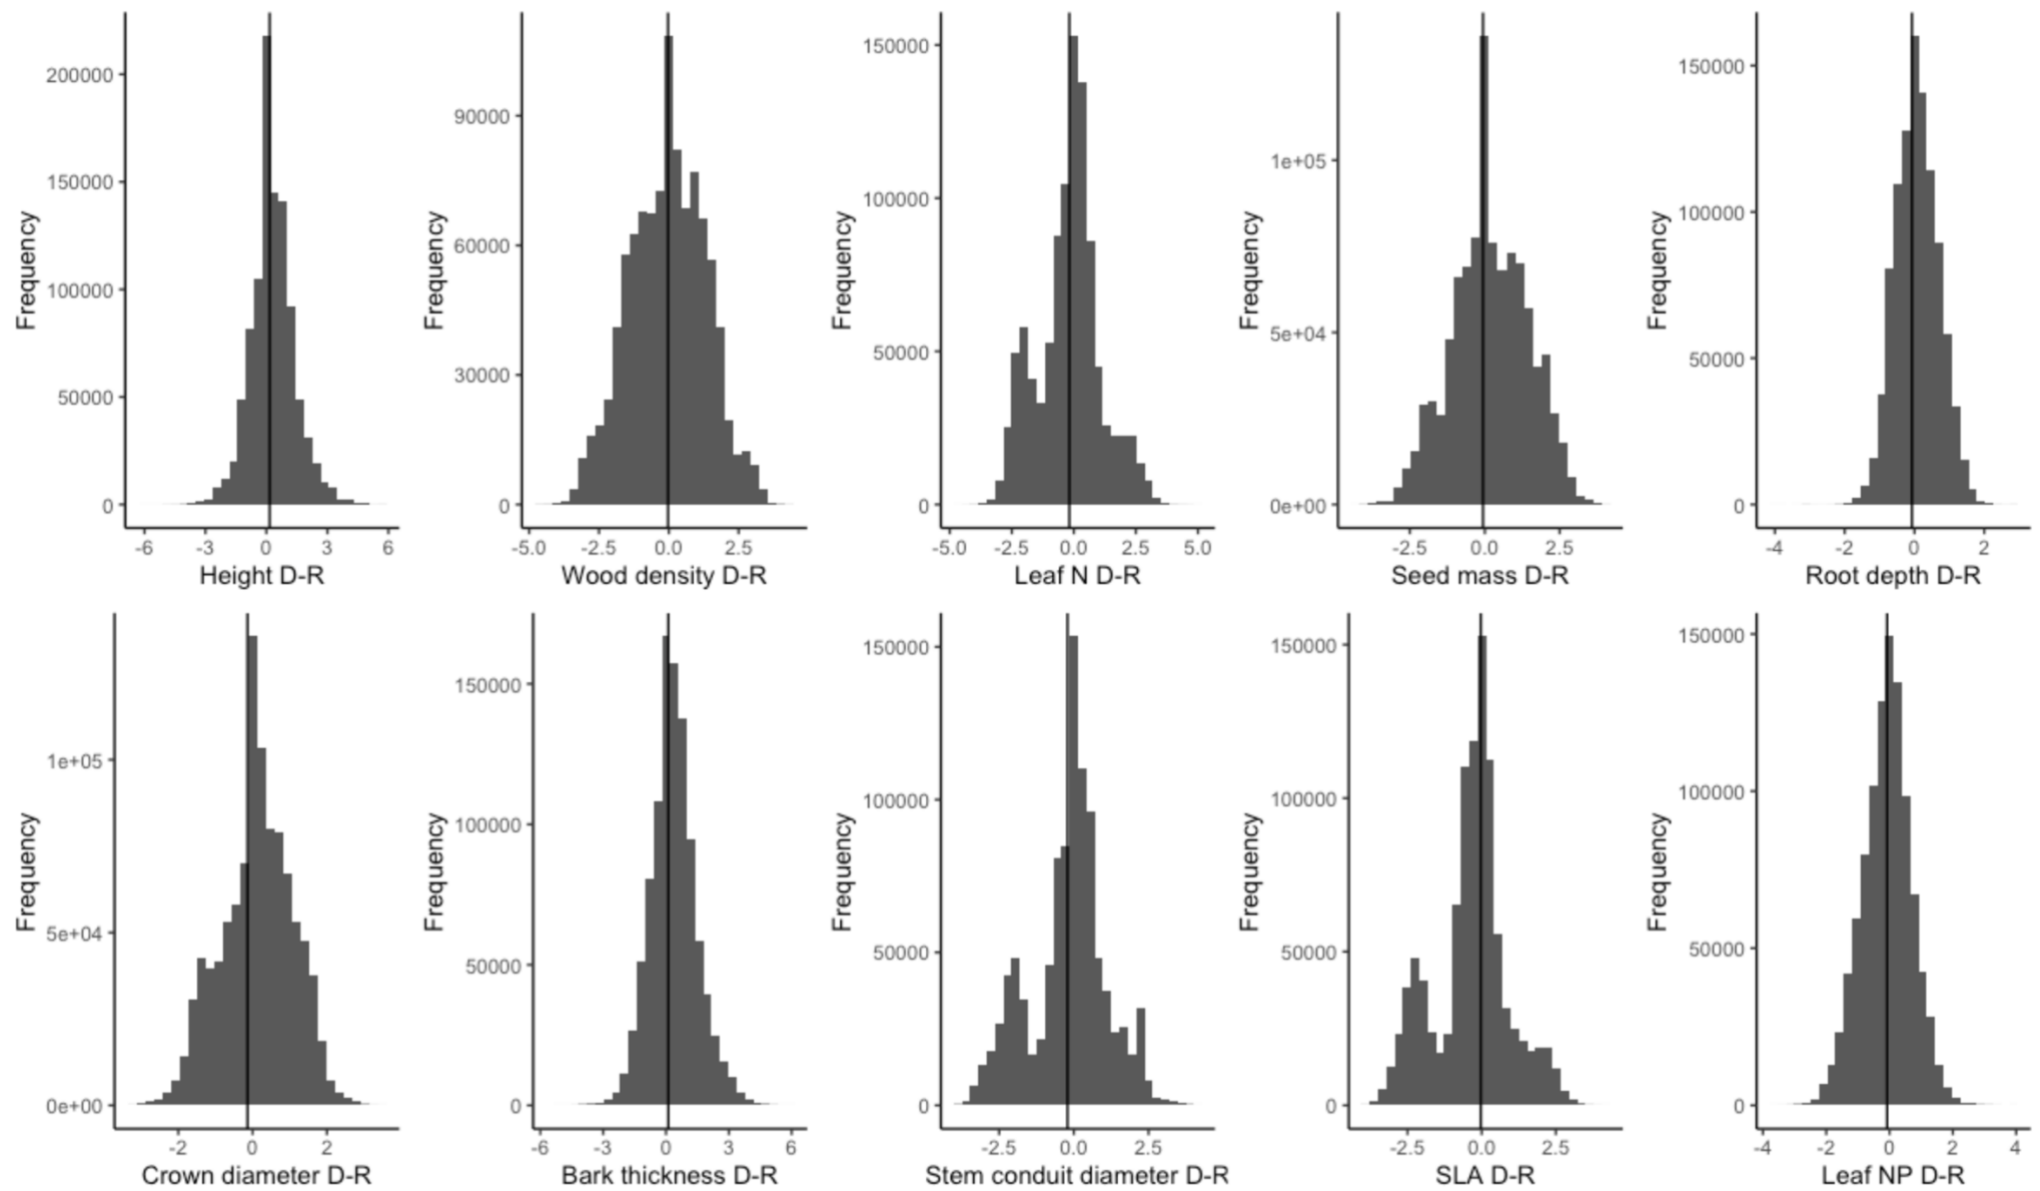 Frequency
200000
150000
100000
50000
0
-6 -3 0 3 6
Height D-R
Frequency
90000
60000
30000
0
-5.0 -2.5 0.0 2.5
Wood density D-R
Frequency
150000
100000
50000
0
-5.0 -2.5 0.0 2.5 5.0
Leaf N D-R
Frequency
1e+05
5e+04
0e+00
-2.5 0.0 2.5
Seed mass D-R
Frequency
150000
100000
50000
0
-4 -2 0 2
Root depth D-R
Frequency
1e+05
5e+04
0e+00
-2 0 2
Crown diameter D-R
Frequency
150000
100000
50000
0
-6 -3 0 3 6
Bark thickness D-R
Frequency
150000
100000
50000
0
-2.5 0.0 2.5
Stem conduit diameter D-R
Frequency
150000
100000
50000
0
-2.5 0.0 2.5
SLA D-R
Frequency
150000
100000
50000
0
-4 -2 0 2 4
Leaf NP D-R